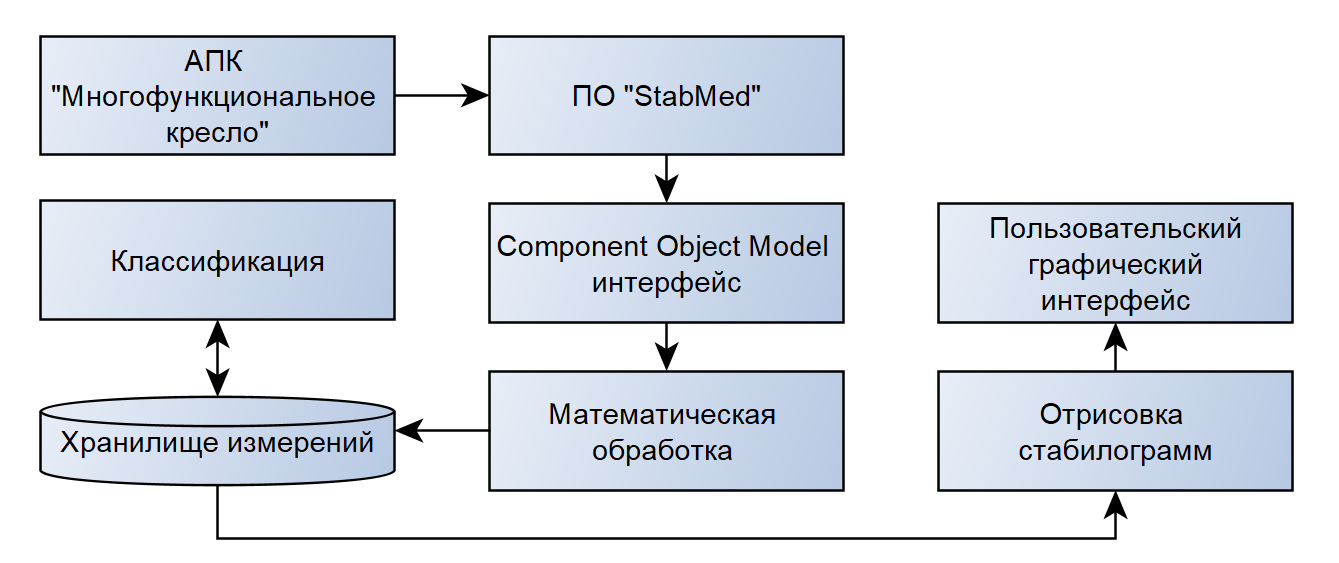 АПК
"Многофункциональное
кресло"
ПО "StabMed"
Классификация
Component Object Model
интерфейс
Пользовательский
графический
интерфейс
Хранилище измерений
Математическая
обработка
Отрисовка
стабилограмм